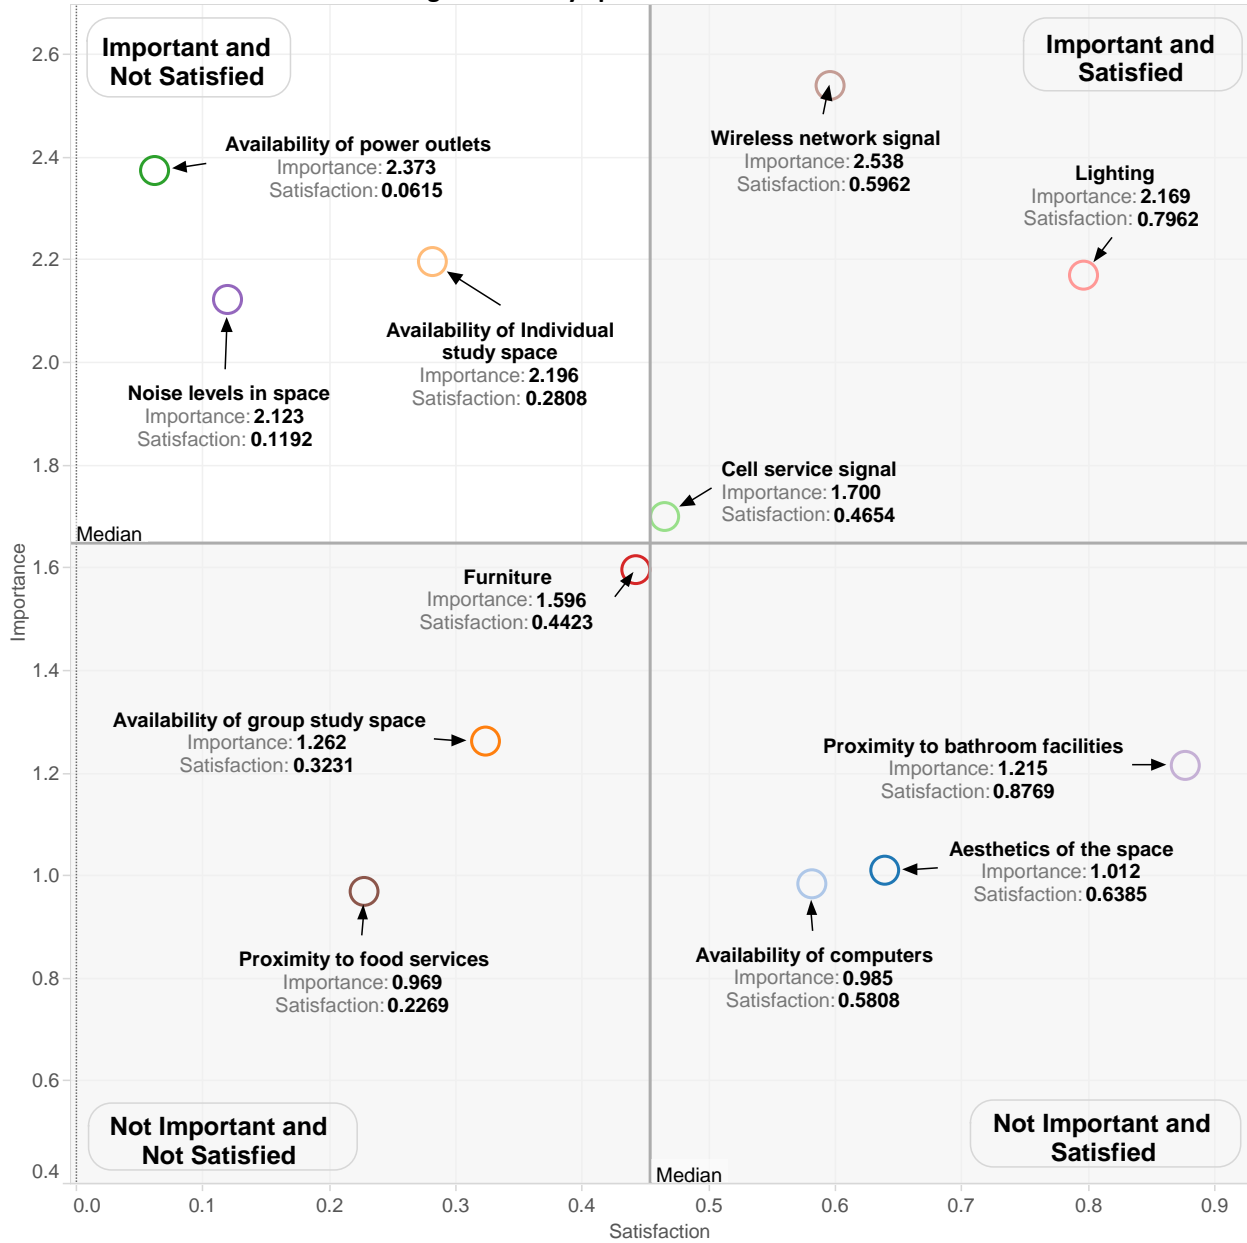 Important and
Not Satisfied
Important and
Satisfied
2.6
2.4
2.2
2.0
1.8
1.6
1.4
1.2
1.0
0.8
0.6
0.4
Importance
Availability of power outlets
Importance: 2.373
Satisfaction: 0.0615
Wireless network signal
Importance: 2.538
Satisfaction: 0.5962
Lighting
Importance: 2.169
Satisfaction: 0.7962
Availability of Individual
study space
Importance: 2.196
Satisfaction: 0.2808
Noise levels in space
Importance: 2.123
Satisfaction: 0.1192
Cell service signal
Importance: 1.700
Satisfaction: 0.4654
Median
Furniture
Importance: 1.596
Satisfaction: 0.4423
Availability of group study space
Importance: 1.262
Satisfaction: 0.3231
Proximity to bathroom facilities
Importance: 1.215
Satisfaction: 0.8769
Aesthetics of the space
Importance: 1.012
Satisfaction: 0.6385
Availability of computers
Importance: 0.985
Satisfaction: 0.5808
Proximity to food services
Importance: 0.969
Satisfaction: 0.2269
Not Important and
Not Satisfied
Not Important and
Satisfied
Median
0.0 0.1 0.2 0.3 0.4 0.5 0.6 0.7 0.8 0.9
Satisfaction